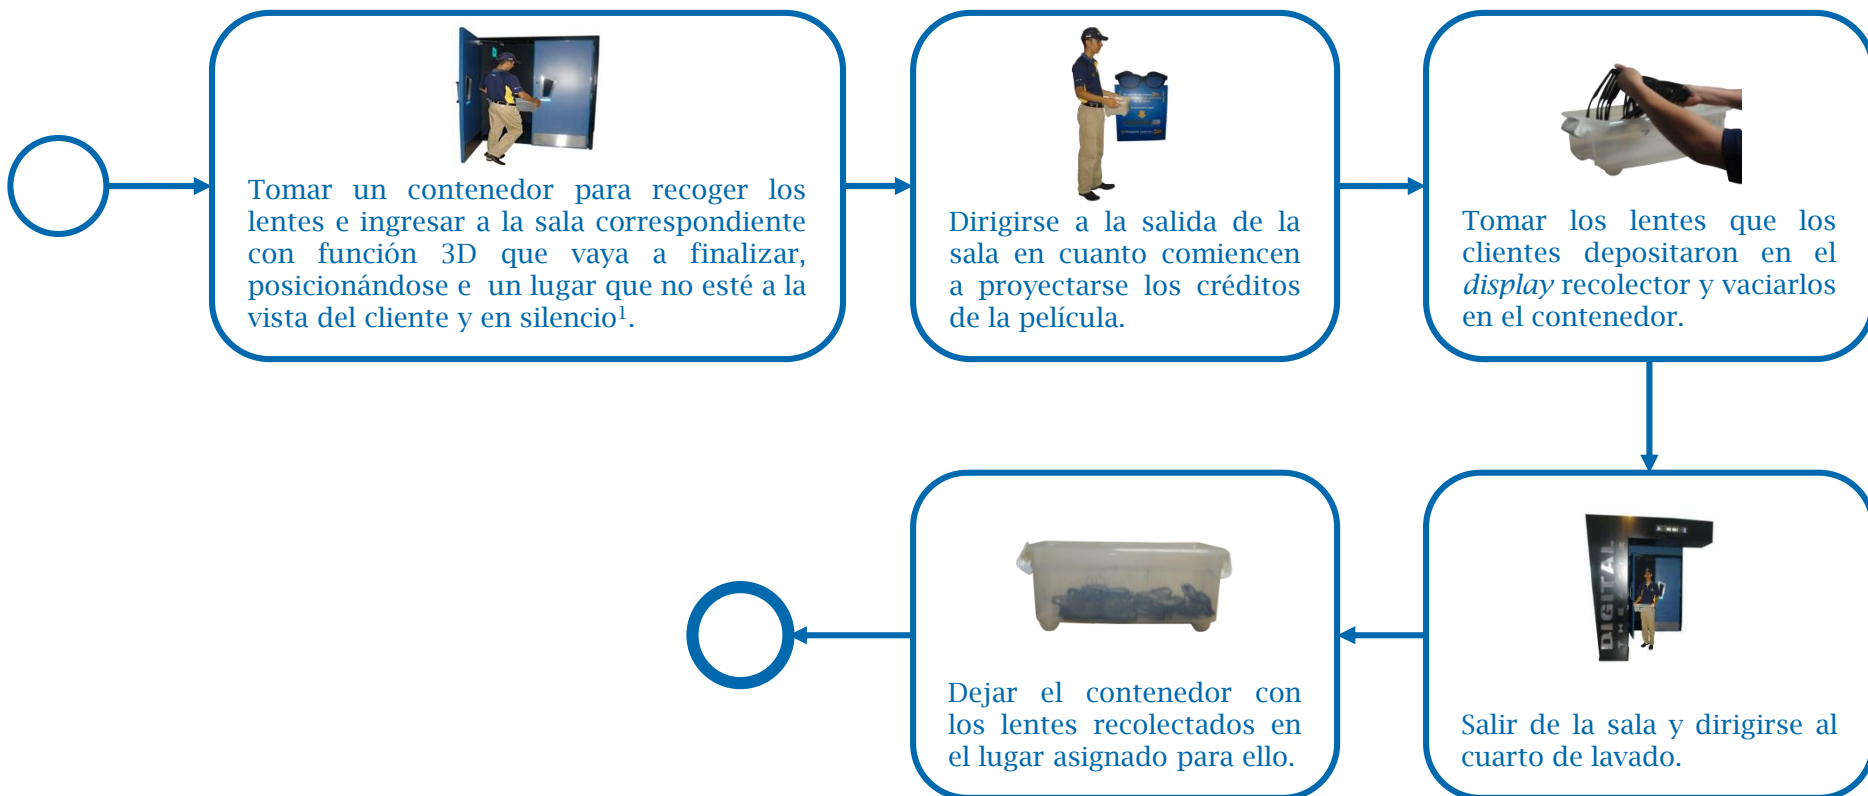 Tomar un contenedor para recoger los
lentes e ingresar a la sala correspondiente
con función 3D que vaya a finalizar,
posicionándose e un lugar que no esté a la
vista del cliente y en silencio¹.
Dirigirse a la salida de la
sala en cuanto comiencen
a proyectarse los créditos
de la película.
Tomar los lentes que los
clientes depositaron en el
display recolector y vaciarlos
en el contenedor.
DIGITAL
Salir de la sala y dirigirse al
cuarto de lavado.
Dejar el contenedor con
los lentes recolectados en
el lugar asignado para ello.